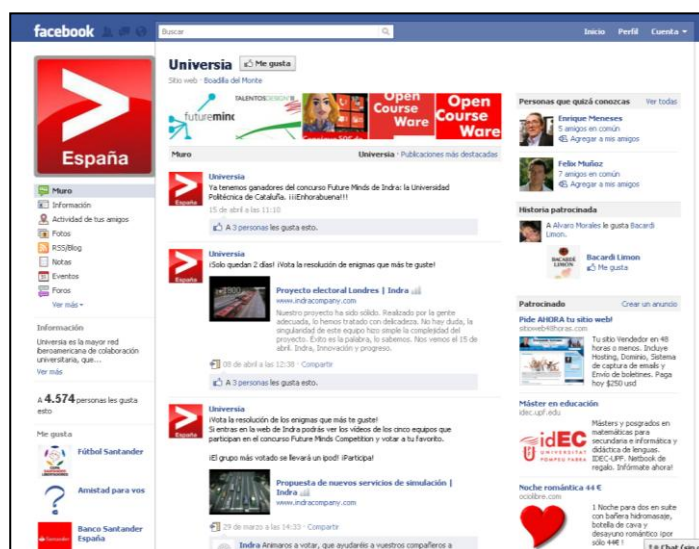 facebook
Buscar
Inicio Perfil Cuenta
España
Muro
Información
Actividad de tus amigos
Fotos
RSS/Blog
Notas
Eventos
Foros
Ver más
Información
Universia es la mayor red
iberoamericana de colaboración
universitaria, que...
Ver más
A 4.574 personas les gusta
esto
Me gusta
Fútbol Santander
Amistad para vos
Banco Santander
España
Universia Me gusta
Sitio web · Boadilla del Monte
futureminds
TALENTOS DESIGN'
Open
Course
Ware
Open
Course
Ware
Muro Universia · Publicaciones más destacadas
Universia
Ya tenemos ganadores del concurso Future Minds de Indra: la Universidad
Politécnica de Cataluña. ¡¡¡Enhorabuena!!!
15 de abril a las 11:10
A 3 personas les gusta esto.
Universia
¡Solo quedan 2 días! ¡Vota la resolución de enigmas que más te guste!
Proyecto electoral Londres | Indra
www.indracompany.com
Nuestro proyecto ha sido sólido. Realizado por la gente
adecuada, lo hemos tratado con delicadeza. No hay duda, la
singularidad de este equipo hizo simple la complejidad del
proyecto. Éxito es la palabra, lo sabemos. Nos vemos el 15 de
abril. Indra, Innovación y progreso.
08 de abril a las 12:38 · Compartir
A 3 personas les gusta esto.
Universia
¡Vota la resolución de los enigmas que más te guste!
Si entras en la web de Indra podrás ver los vídeos de los cinco equipos que
participan en el concurso Future Minds Competition y votar a tu favorito.
¡El grupo más votado se llevará un ipod! ¡Participa!
Propuesta de nuevos servicios de simulación |
Indra
www.indracompany.com
29 de marzo a las 14:33 · Compartir
Indra Animaros a votar, que ayudaréis a vuestros compañeros a
Personas que quizá conozcas Ver todas
Enrique Meneses
5 amigos en común
Agregar a mis amigos
Felix Muñoz
7 amigos en común
Agregar a mis amigos
Historia patrocinada
A Alvaro Morales le gusta Bacardi
Limon.
Bacardi Limon
Me gusta
Patrocinado Crear un anuncio
Pide AHORA tu sitio web!
sitioweb48horas.com
Tu sitio Vendedor en 48
horas o menos. Incluye
Hosting, Dominio, Sistema
de captura de emails y
Envío de boletines. Paga
hoy $250 usd
Máster en educación
idec.upf.edu
idEC
UNIVERSITAT
POMPEU FABRA
Másters y posgrados en
matemáticas para
secundaria e informática y
didáctica de lenguas.
IDEC-UPF. Netbook de
regalo. Infórmate ahora!
Noche romántica 44 €
ociolibre.com
1 Noche para dos en suite
con bañera hidromasaje,
botella de cava y
desayuno romántico ¡por
sólo 44€ !
Chat